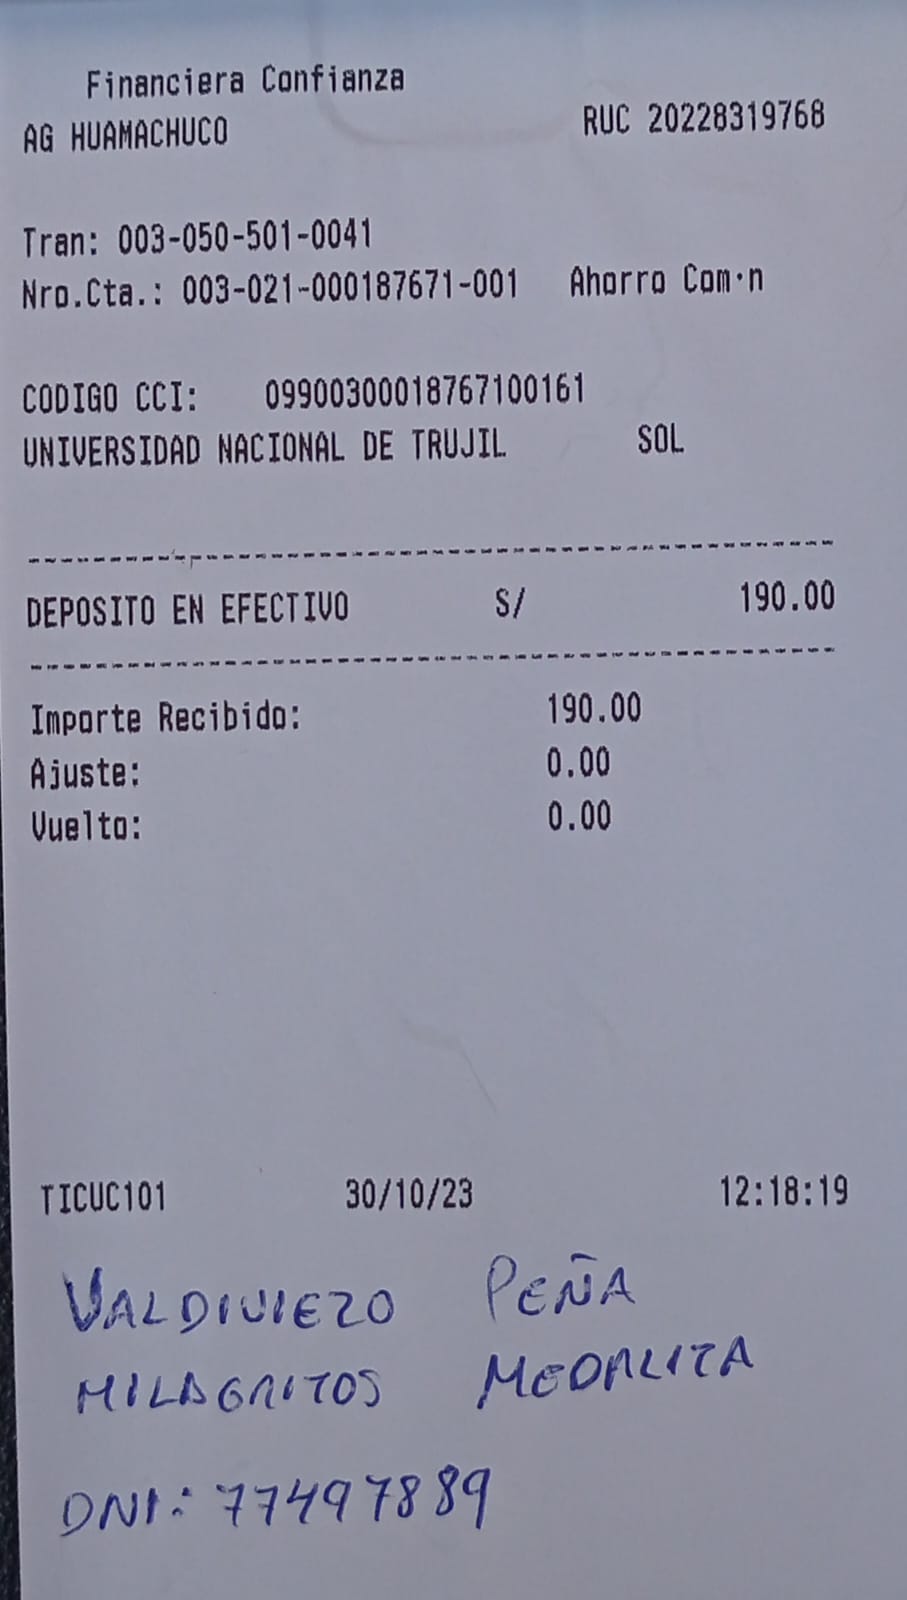 Financiera Confianza
AG HUAMACHUCO RUC 20228319768
Tran: 003-050-501-0041
Nro.Cta.: 003-021-000187671-001 Ahorro Com·n
CODIGO CCI: 09900300018767100161
UNIVERSIDAD NACIONAL DE TRUJIL SOL
DEPOSITO EN EFECTIVO S/ 190.00
Importe Recibido: 190.00
Ajuste: 0.00
Vuelto: 0.00
TICUC101 30/10/23 12:18:19
VALDIVIEZO PEÑA
MILAGRITOS MEDALITA
DNI: 77497889